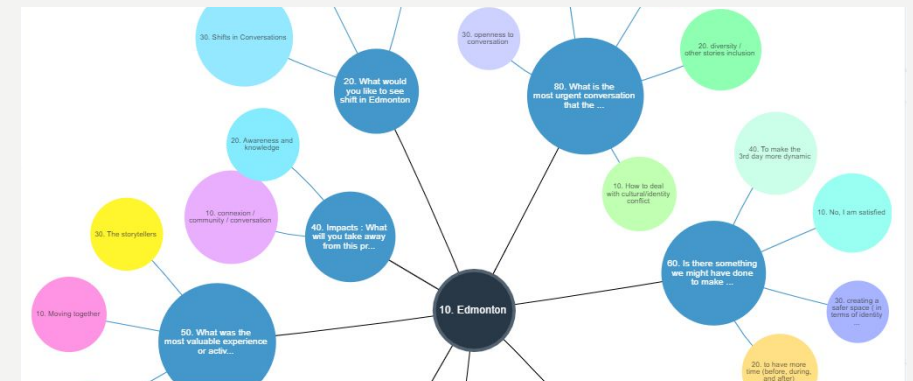 30. Shifts in Conversations
30. openness to
conversation
20. diversity /
other stories inclusion
20. What would
you like to see
shift in Edmonton
80. What is the
most urgent conversation
that the ...
20. Awareness and
knowledge
40. To make the
3rd day more dynamic
10. How to deal
with cultural/identity
conflict
10. connexion /
community / conversation
10. No, I am satisfied
30. The storytellers
40. Impacts : What
will you take away
from this pr...
60. Is there something
we might have done
to make ...
10. Moving together
10. Edmonton
30. creating a
safer space ( in
terms of identity
...
50. What was the
most valuable experience
or activ...
20. to have more
time (before, during,
and after)